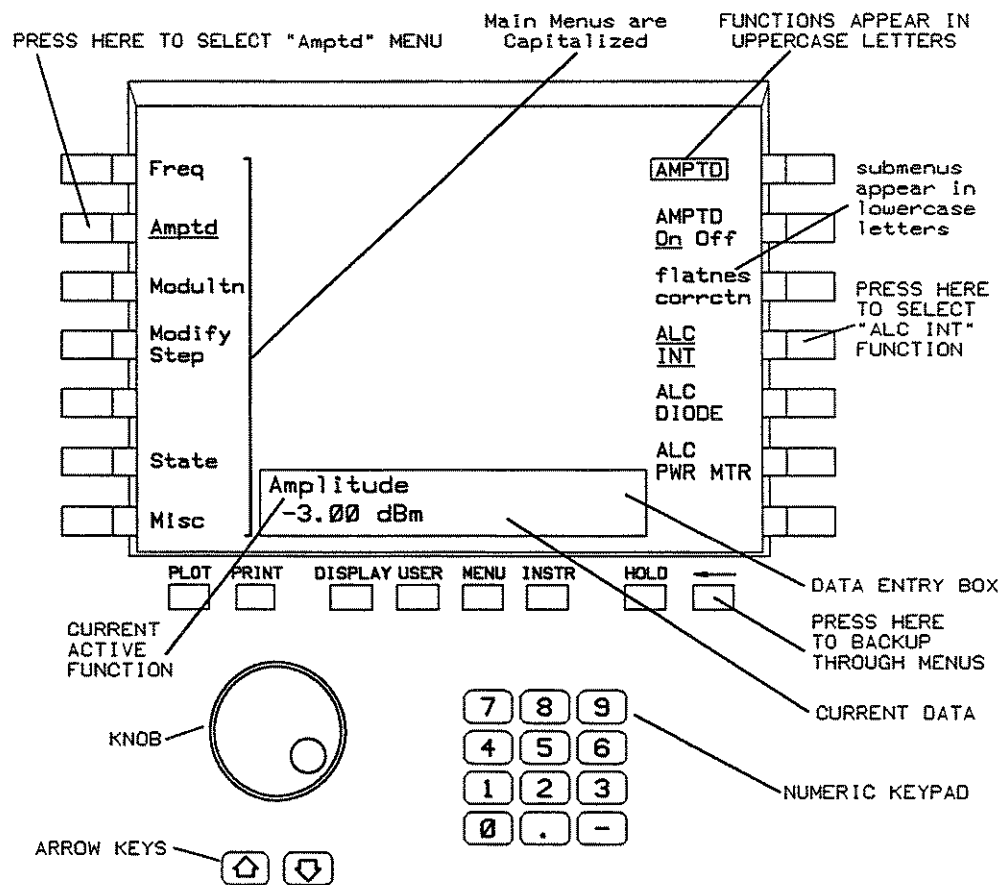 PRESS HERE TO SELECT "Amptd" MENU
Main Menus are
Capitalized
FUNCTIONS APPEAR IN
UPPERCASE LETTERS
Freq
Amptd
Modultn
Modify
Step
State
Misc
AMPTD
AMPTD
On Off
flatnes
corrctn
ALC
INT
ALC
DIODE
ALC
PWR MTR
submenus
appear in
lowercase
letters
PRESS HERE
TO SELECT
"ALC INT"
FUNCTION
Amplitude
-3.00 dBm
PLOT PRINT DISPLAY USER MENU INSTR HOLD ←
DATA ENTRY BOX
CURRENT
ACTIVE
FUNCTION
PRESS HERE
TO BACKUP
THROUGH MENUS
CURRENT DATA
KNOB
7 8 9
4 5 6
1 2 3
0 . -
NUMERIC KEYPAD
ARROW KEYS